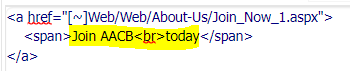 <a href="[~]Web/Web/About-Us/Join_Now_1.aspx">
<span>Join AACB<br>today</span>
</a>